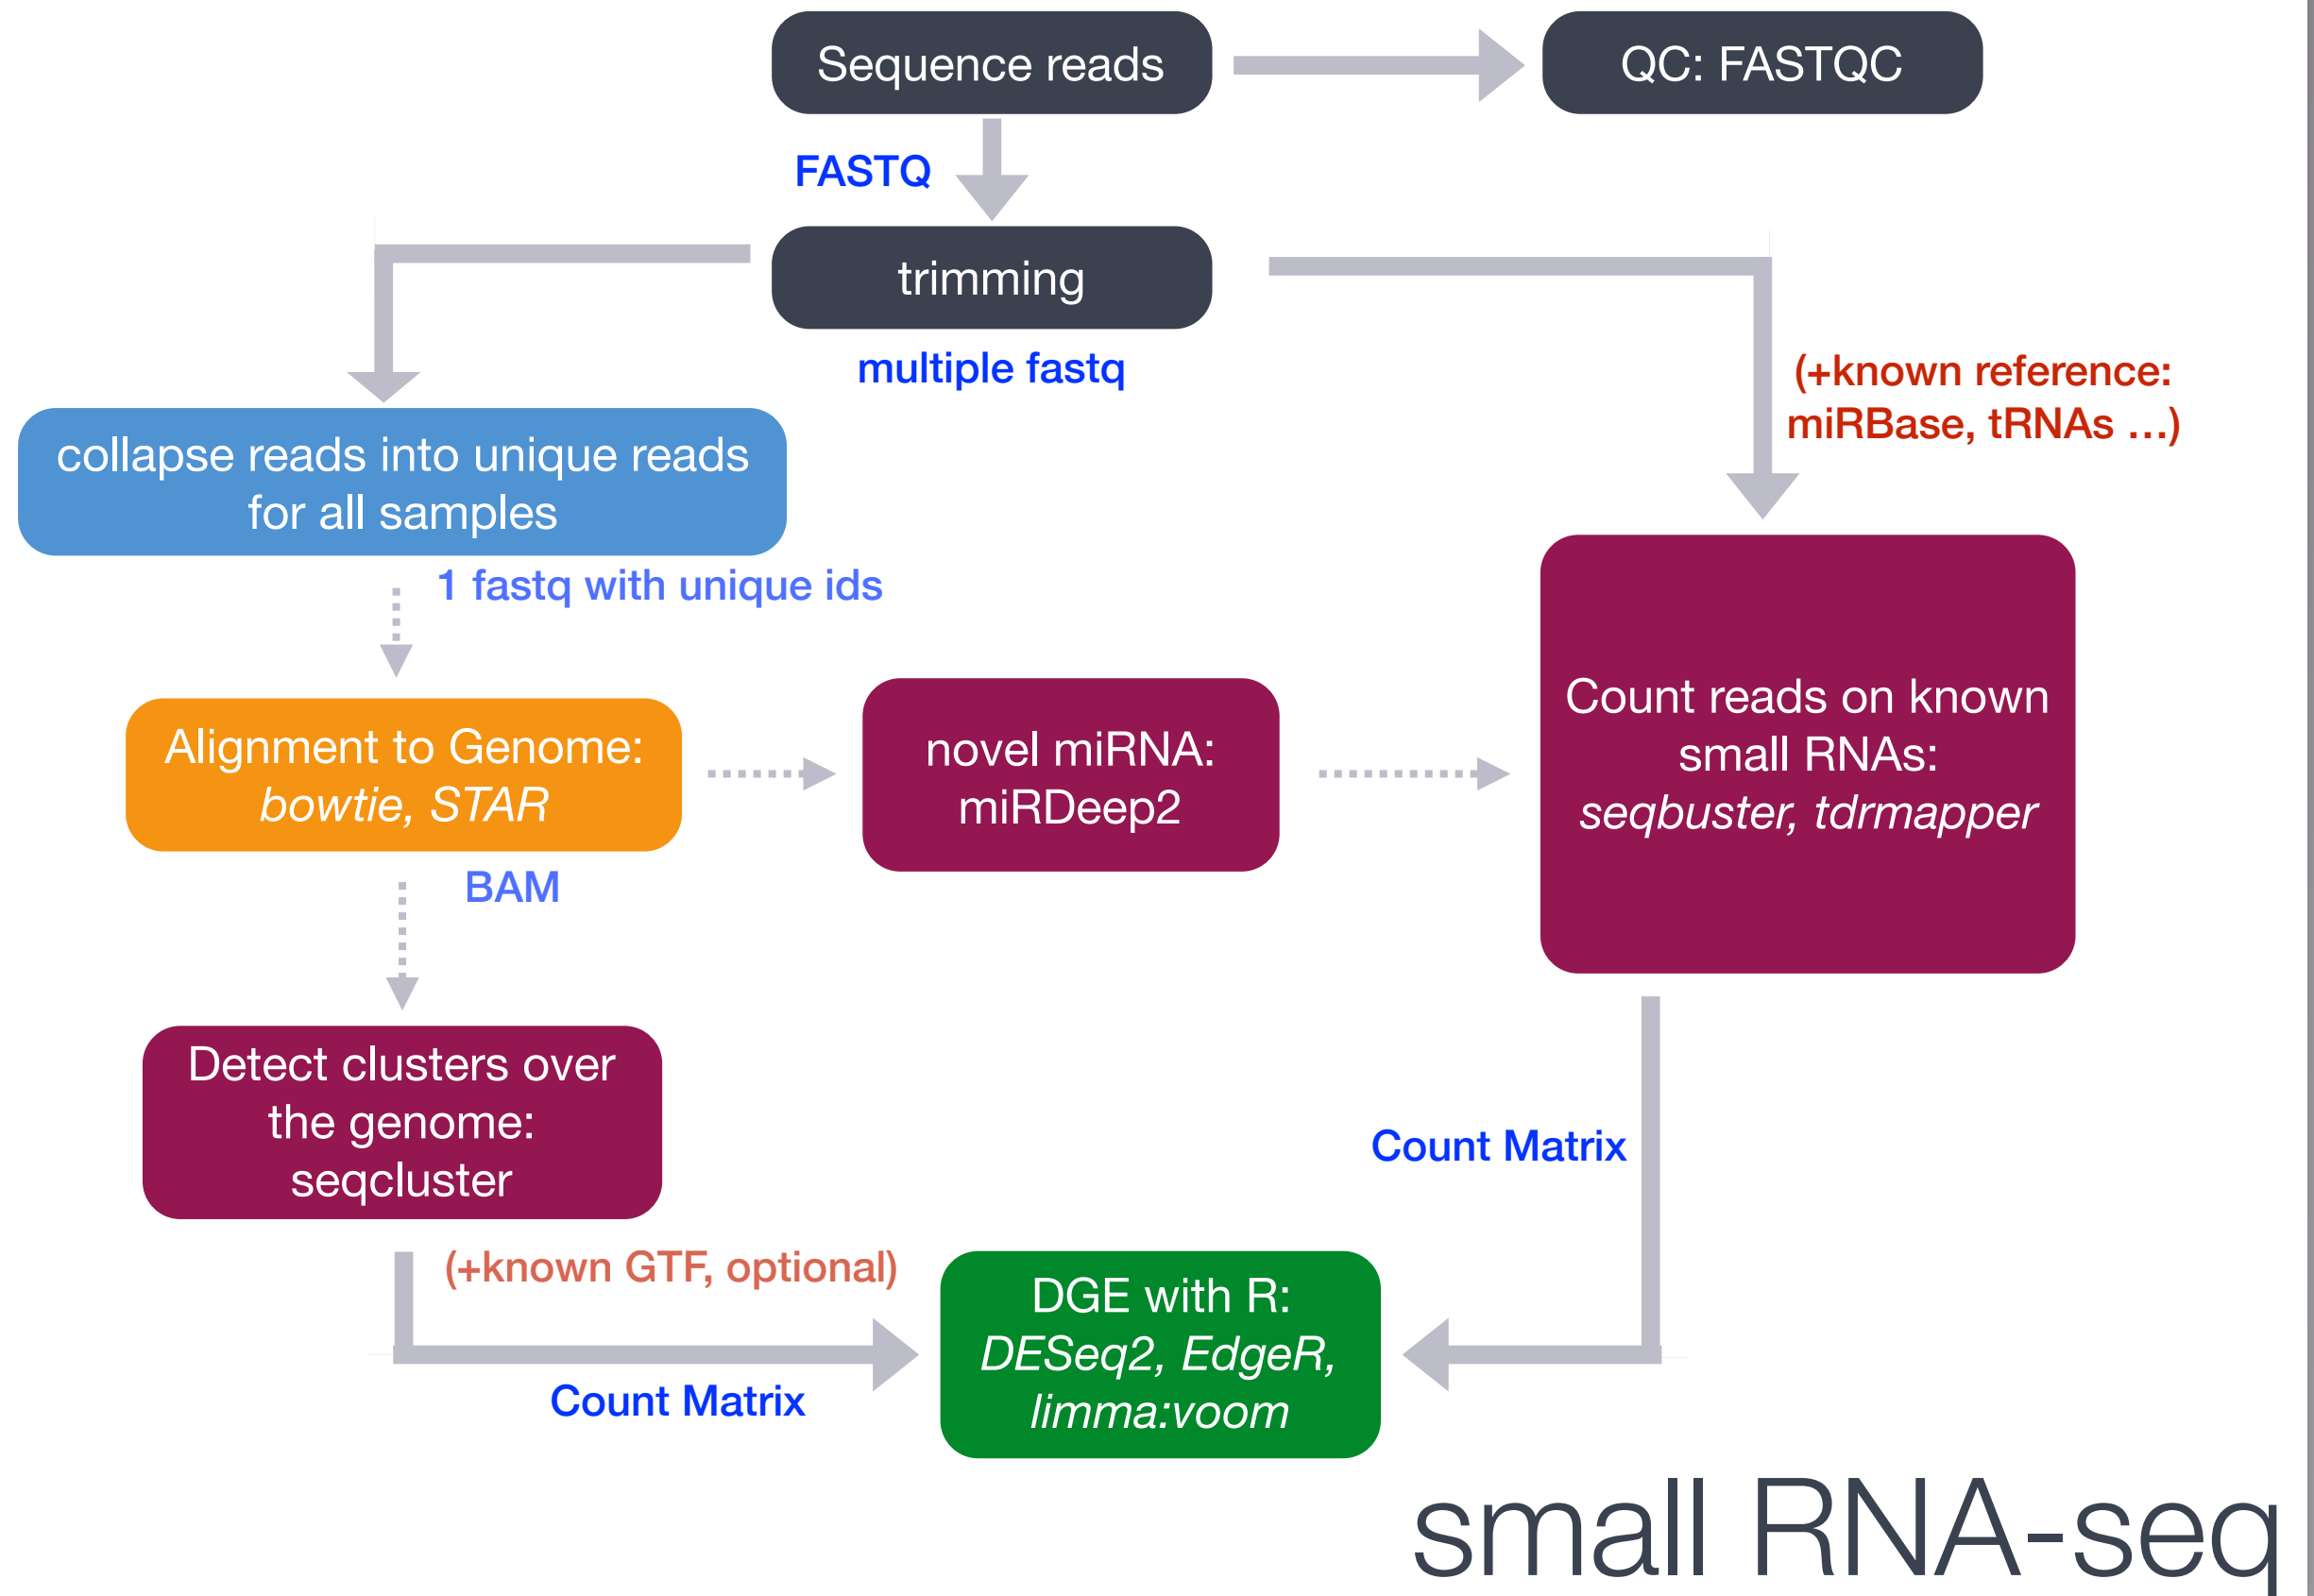 Sequence reads
QC: FASTQC
FASTQ
trimming
multiple fastq
(+known reference:
miRBase, tRNAs ...)
collapse reads into unique reads
for all samples
1 fastq with unique ids
Alignment to Genome:
bowtie, STAR
novel miRNA:
miRDeep2
Count reads on known
small RNAs:
seqbuster, tdrmapper
BAM
Detect clusters over
the genome:
seqcluster
Count Matrix
(+known GTF, optional)
DGE with R:
DESeq2, EdgeR,
limma:voom
Count Matrix
small RNA-seq